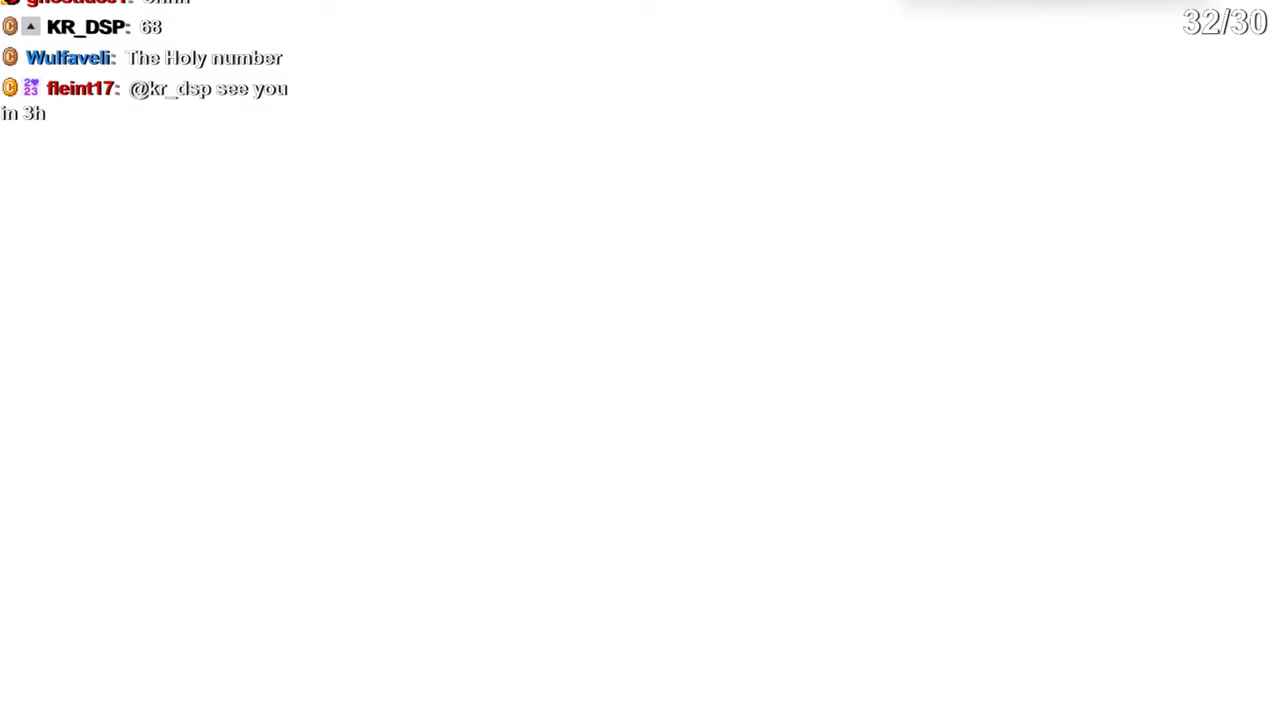 32/30
KR_DSP: 68
Wulfaveli: The Holy number
fleint17: @kr_dsp see you
in 3h